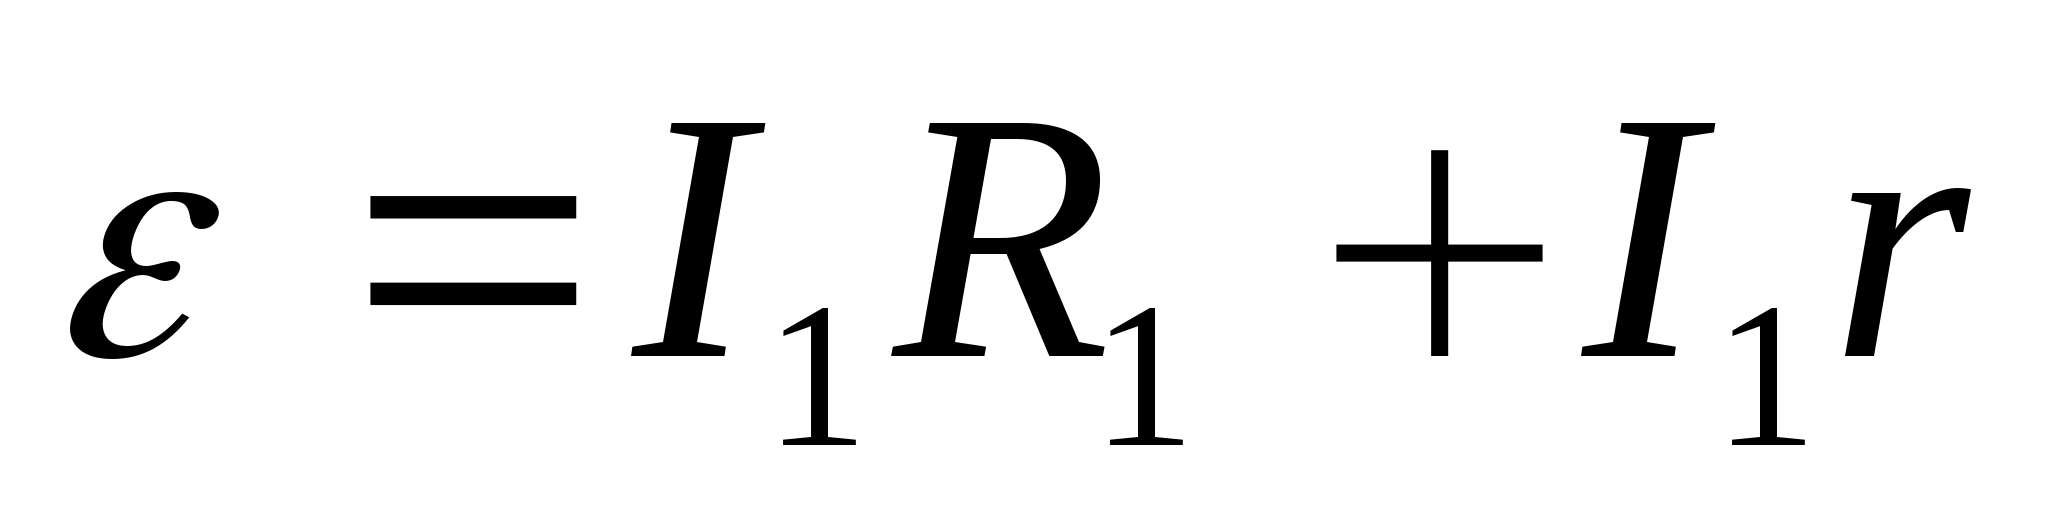 ε = I₁R₁ + I₁r